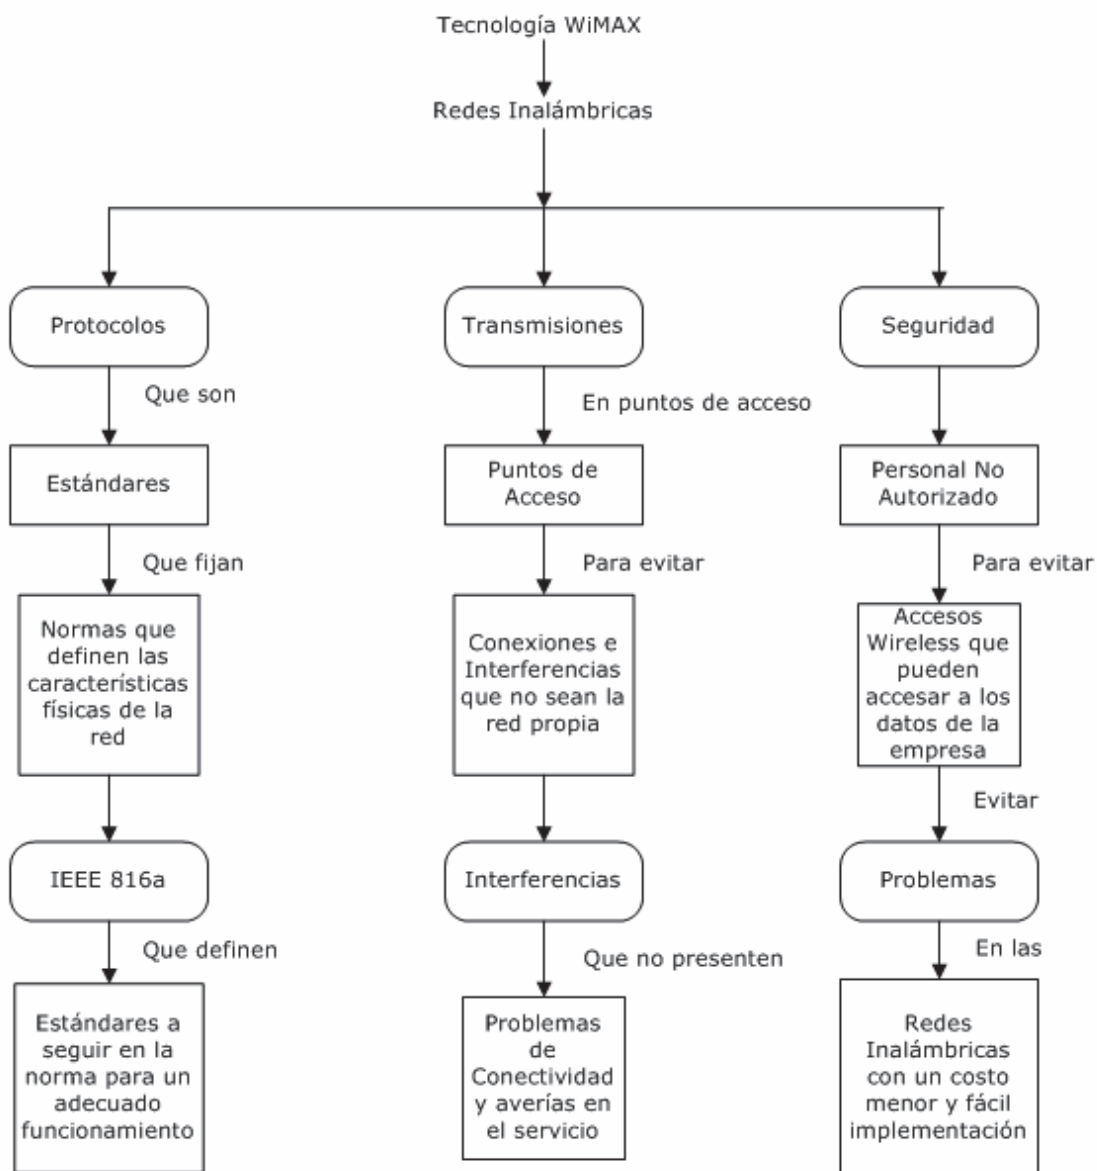 Tecnología WiMAX
Redes Inalámbricas
Protocolos
Que son
Estándares
Que fijan
Normas que
definen las
características
físicas de la
red
IEEE 816a
Que definen
Estándares a
seguir en la
norma para un
adecuado
funcionamiento
Transmisiones
En puntos de acceso
Puntos de
Acceso
Para evitar
Conexiones e
Interferencias
que no sean la
red propia
Interferencias
Que no presenten
Problemas
de
Conectividad
y averías en
el servicio
Seguridad
Personal No
Autorizado
Para evitar
Accesos
Wireless que
pueden
accesar a los
datos de la
empresa
Evitar
Problemas
En las
Redes
Inalámbricas
con un costo
menor y fácil
implementación